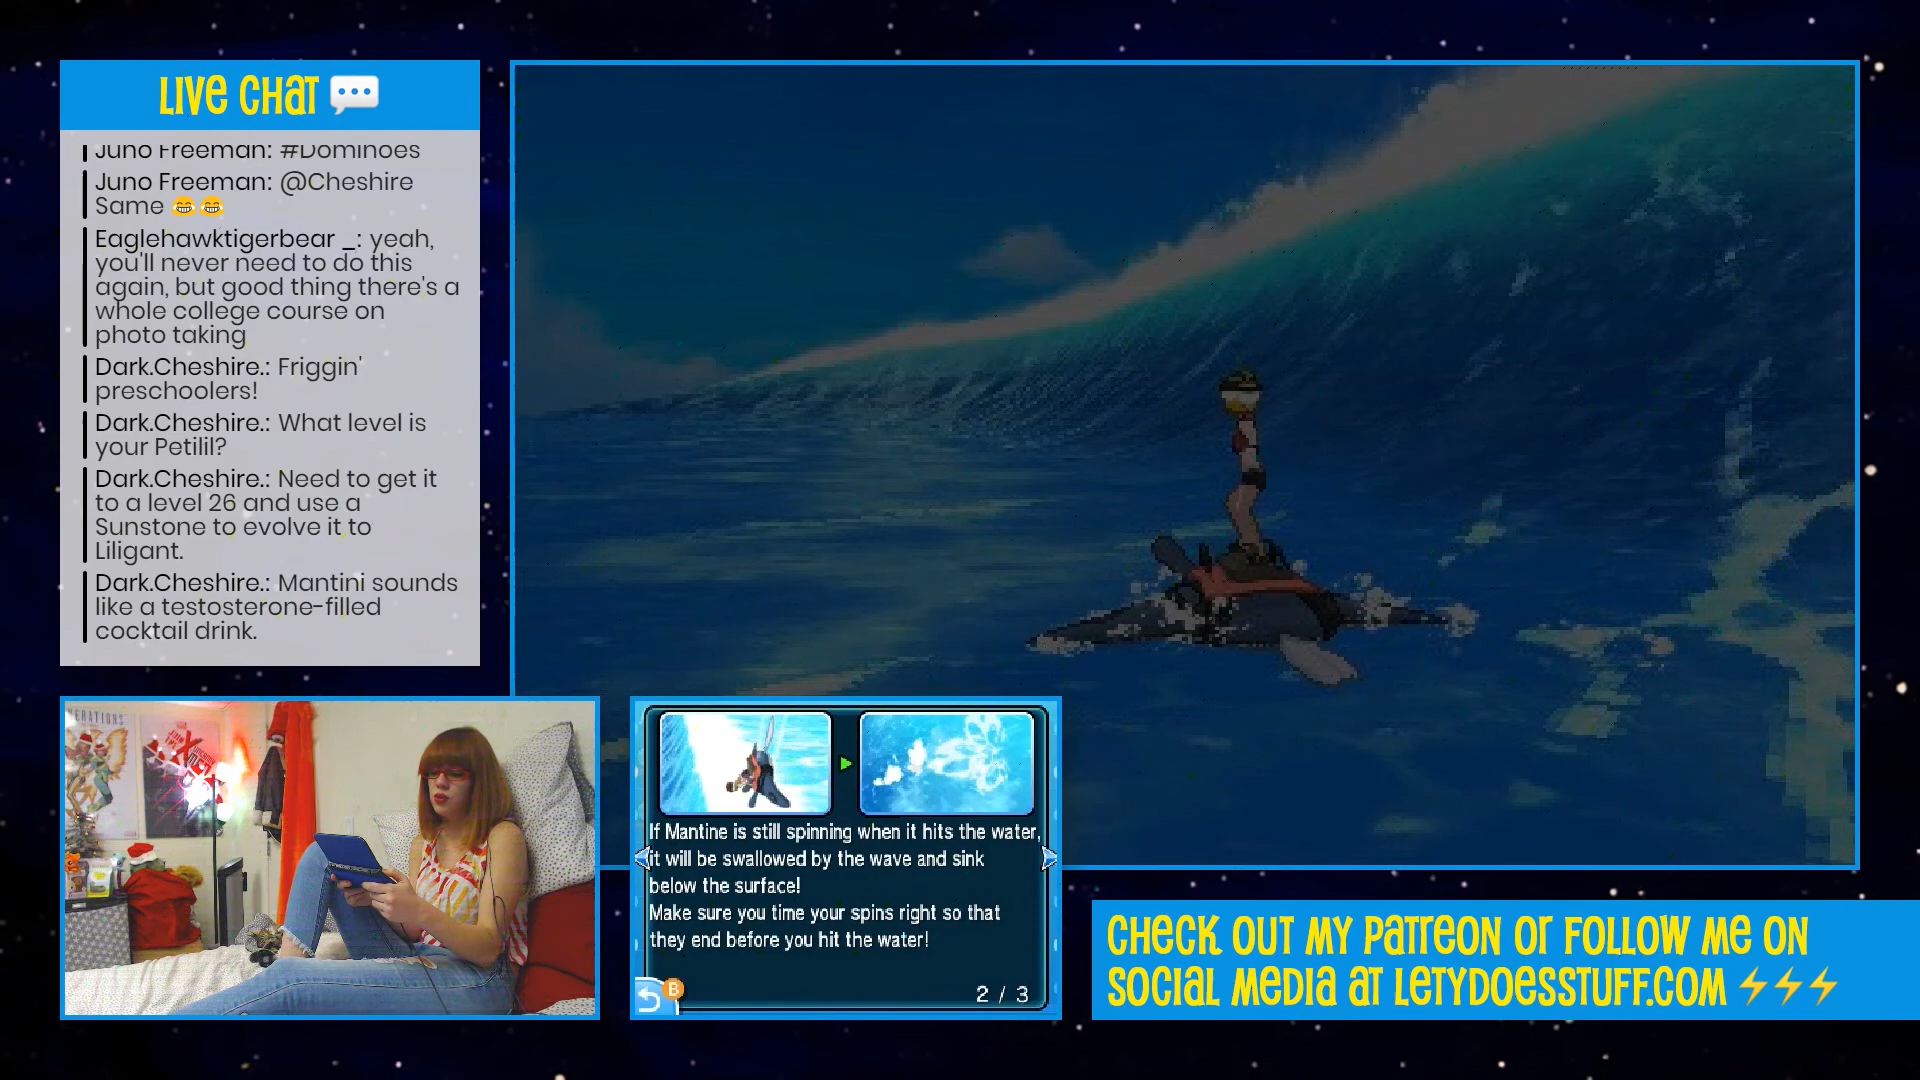 LIVE CHAT
Juno Freeman: #Dominoes
Juno Freeman: @Cheshire
Same 😂😂
Eaglehawktigerbear _: yeah,
you'll never need to do this
again, but good thing there's a
whole college course on
photo taking
Dark.Cheshire.: Friggin'
preschoolers!
Dark.Cheshire.: What level is
your Petilil?
Dark.Cheshire.: Need to get it
to a level 26 and use a
Sunstone to evolve it to
Liligant.
Dark.Cheshire.: Mantini sounds
like a testosterone-filled
cocktail drink.
If Mantine is still spinning when it hits the water,
it will be swallowed by the wave and sink
below the surface!
Make sure you time your spins right so that
they end before you hit the water!
B
2 / 3
CHECK OUT MY PATREON OR FOLLOW ME ON
SOCIAL MEDIA AT LETYDOESSTUFF.COM ⚡⚡⚡